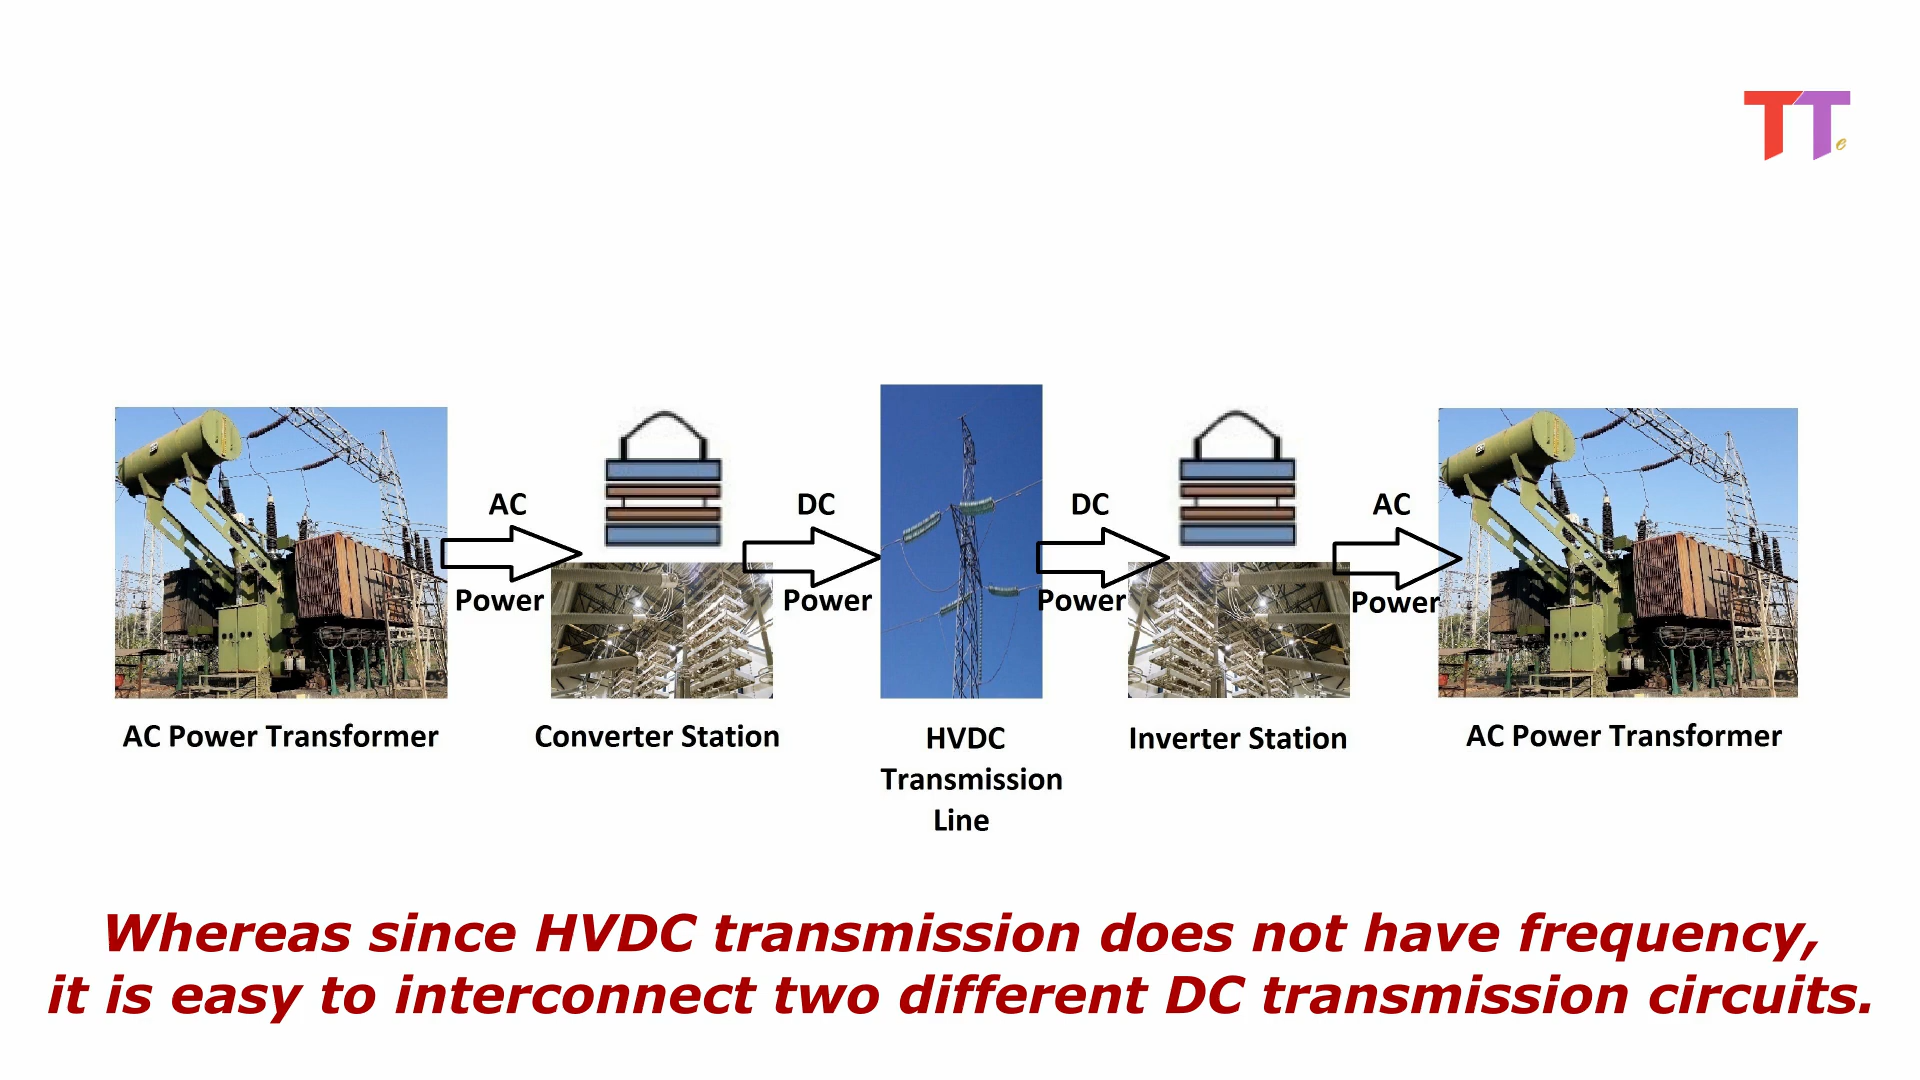 TTe
AC
Power
DC
Power
DC
Power
AC
Power
AC Power Transformer
Converter Station
HVDC
Transmission
Line
Inverter Station
AC Power Transformer
Whereas since HVDC transmission does not have frequency,
it is easy to interconnect two different DC transmission circuits.